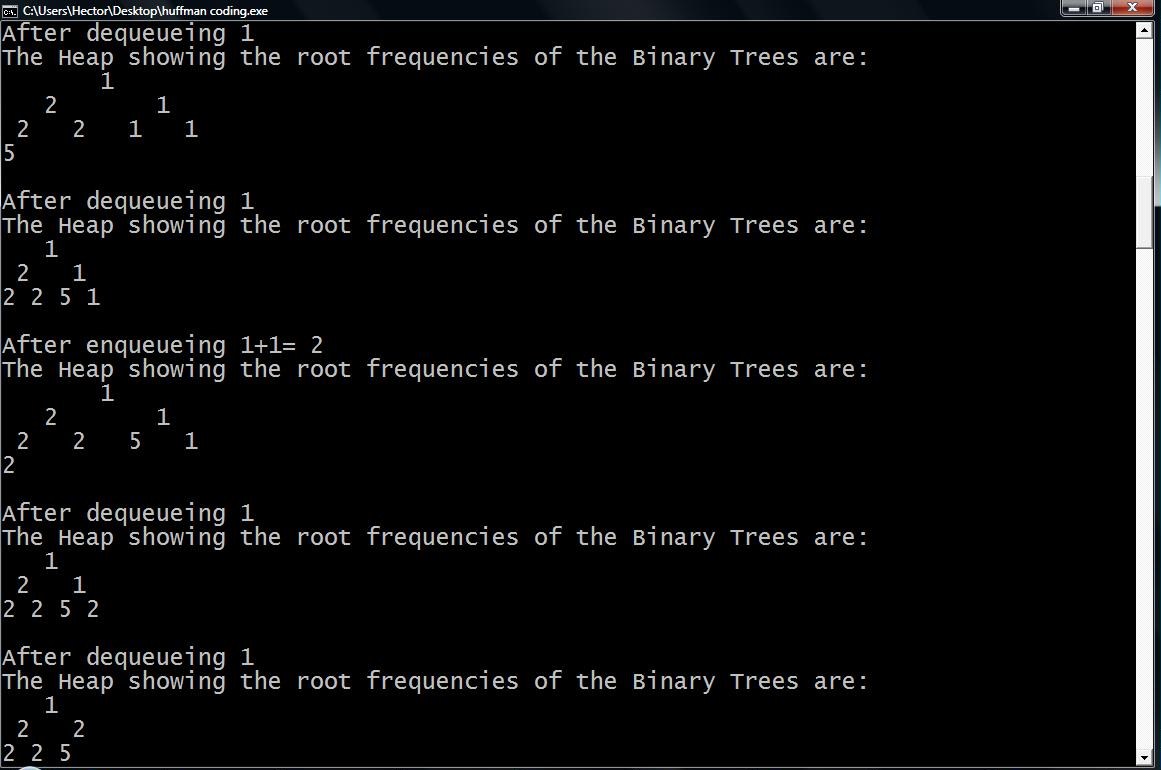 C:\Users\Hector\Desktop\huffman coding.exe
After dequeueing 1
The Heap showing the root frequencies of the Binary Trees are:
1
2 1
2 2 1 1
5
After dequeueing 1
The Heap showing the root frequencies of the Binary Trees are:
1
2 1
2 2 5 1
After enqueueing 1+1= 2
The Heap showing the root frequencies of the Binary Trees are:
1
2 1
2 2 5 1
2
After dequeueing 1
The Heap showing the root frequencies of the Binary Trees are:
1
2 1
2 2 5 2
After dequeueing 1
The Heap showing the root frequencies of the Binary Trees are:
1
2 2
2 2 5